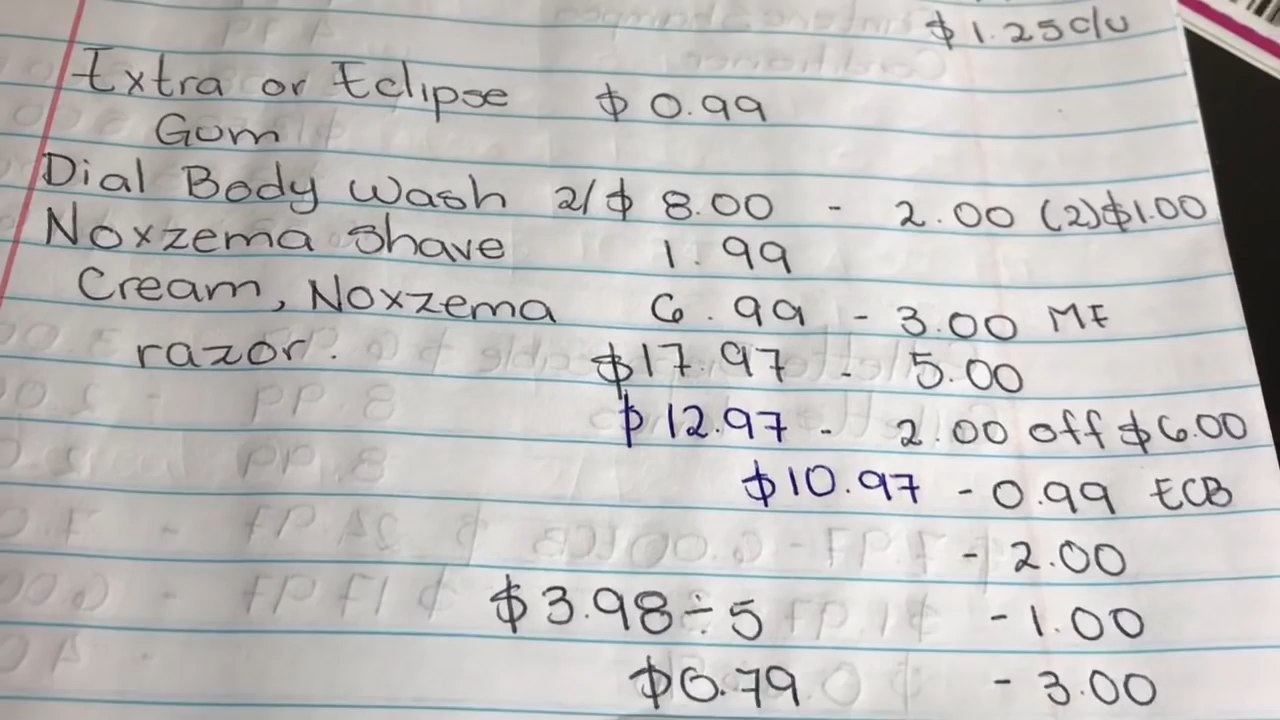 $1.25 c/u
Extra or Eclipse $0.99
Gum
Dial Body Wash 2/$ 8.00 - 2.00 (2)$1.00
Noxzema Shave 1.99
Cream, Noxzema 6.99 - 3.00 MF
razor. $17.97 - 5.00
$12.97 - 2.00 off $6.00
$10.97 - 0.99 ECB
- 2.00
$3.98÷5 - 1.00
$0.79 - 3.00